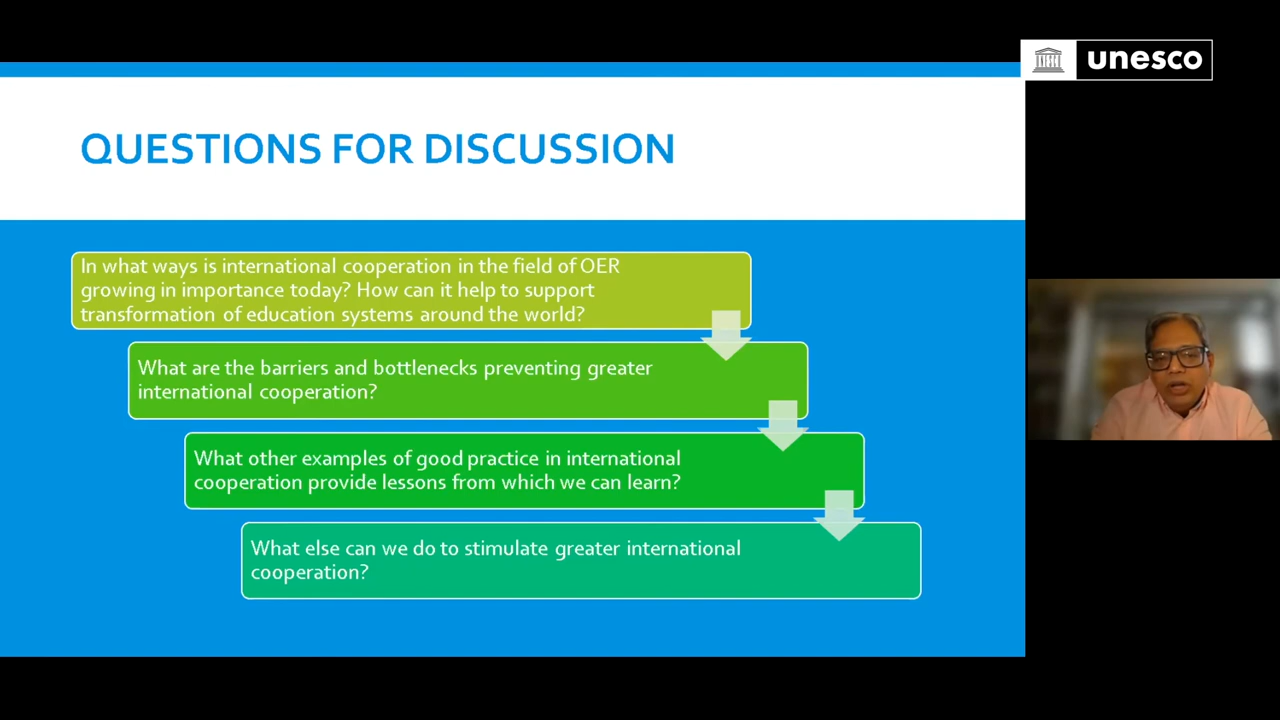 unesco
QUESTIONS FOR DISCUSSION
In what ways is international cooperation in the field of OER
growing in importance today? How can it help to support
transformation of education systems around the world?
What are the barriers and bottlenecks preventing greater
international cooperation?
What other examples of good practice in international
cooperation provide lessons from which we can learn?
What else can we do to stimulate greater international
cooperation?